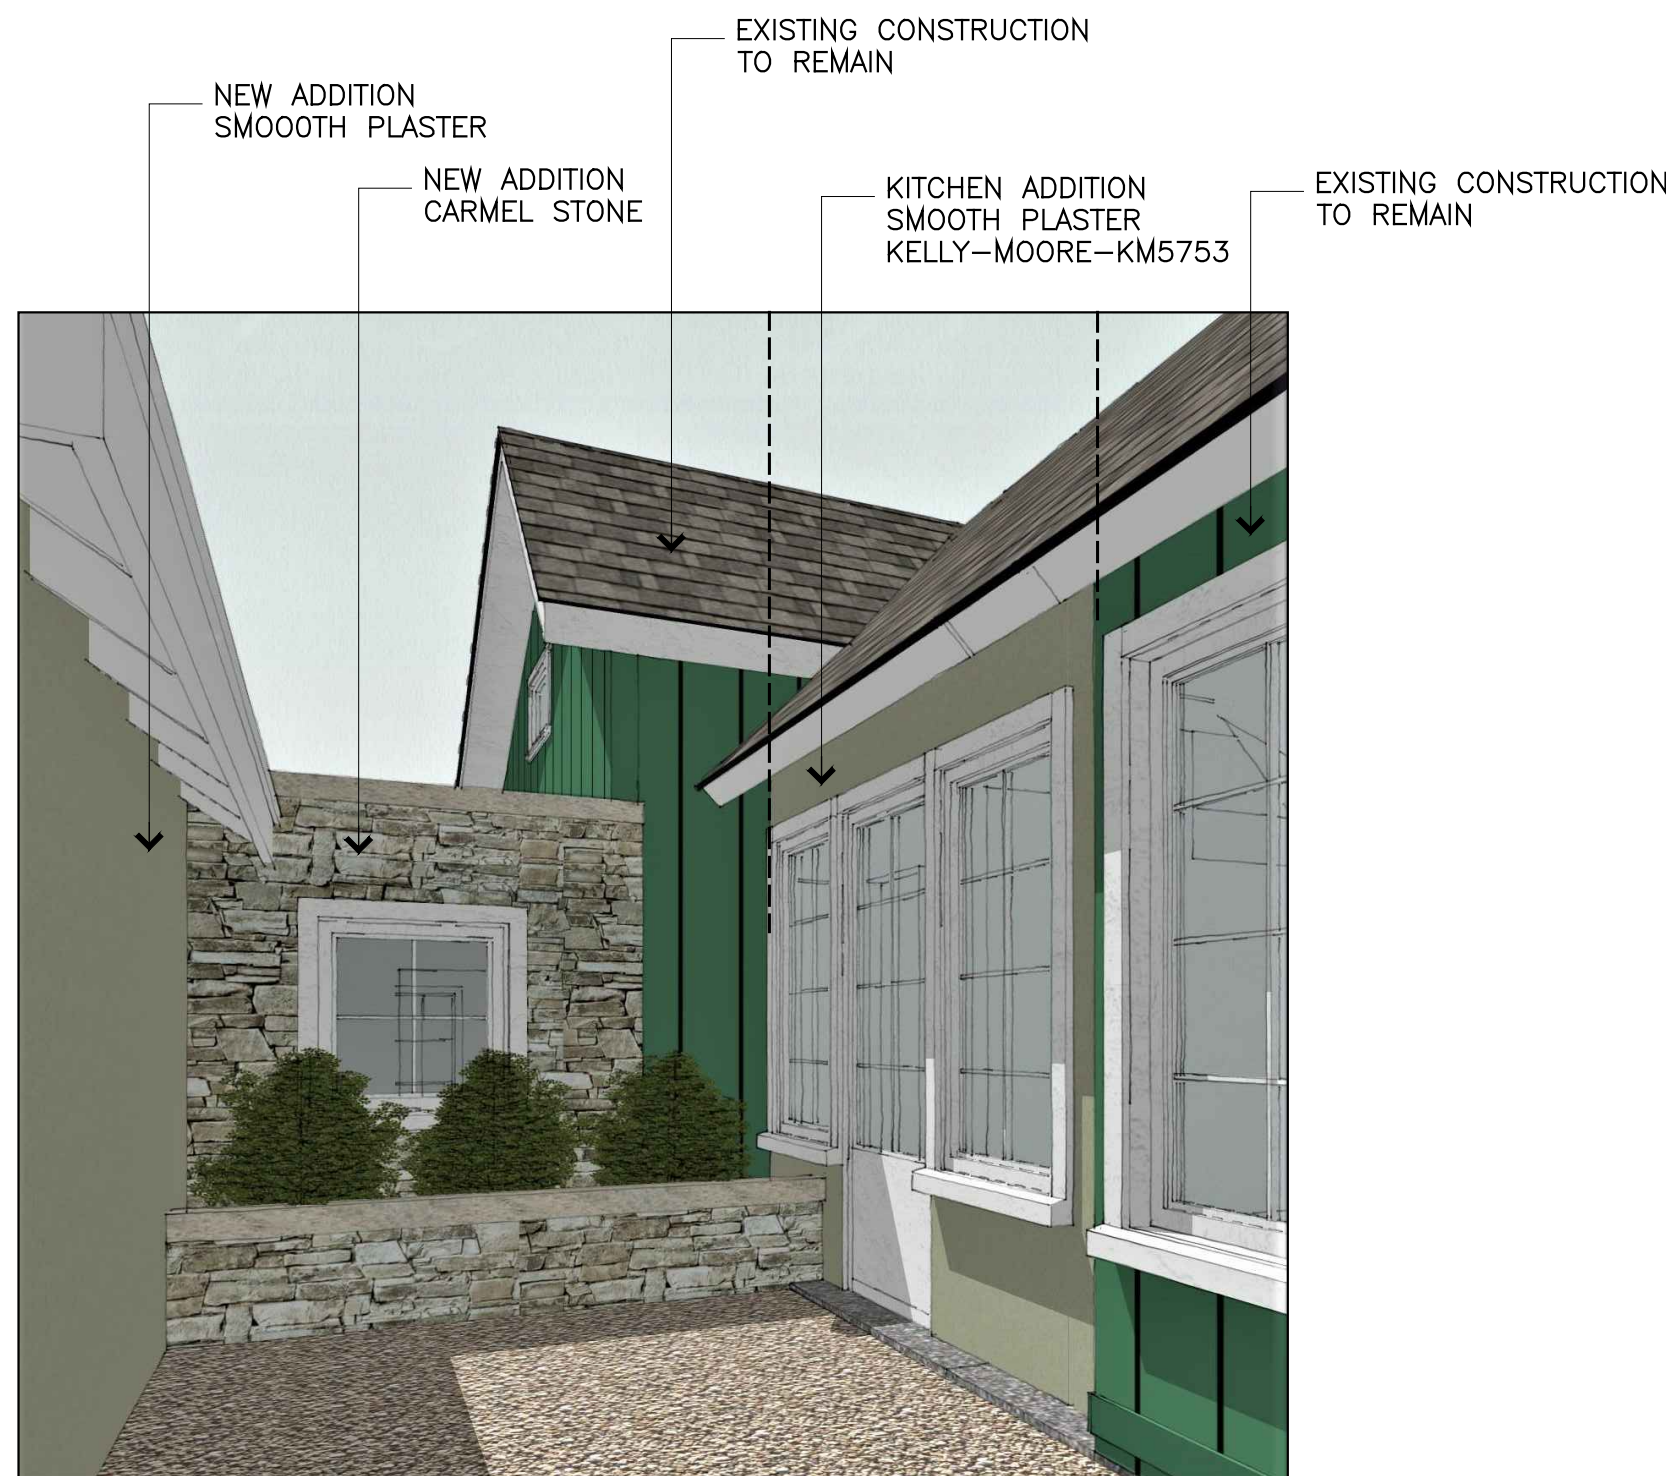 EXISTING CONSTRUCTION
TO REMAIN
NEW ADDITION
SMOOOTH PLASTER
NEW ADDITION
CARMEL STONE
KITCHEN ADDITION
SMOOTH PLASTER
KELLY-MOORE-KM5753
EXISTING CONSTRUCTION
TO REMAIN